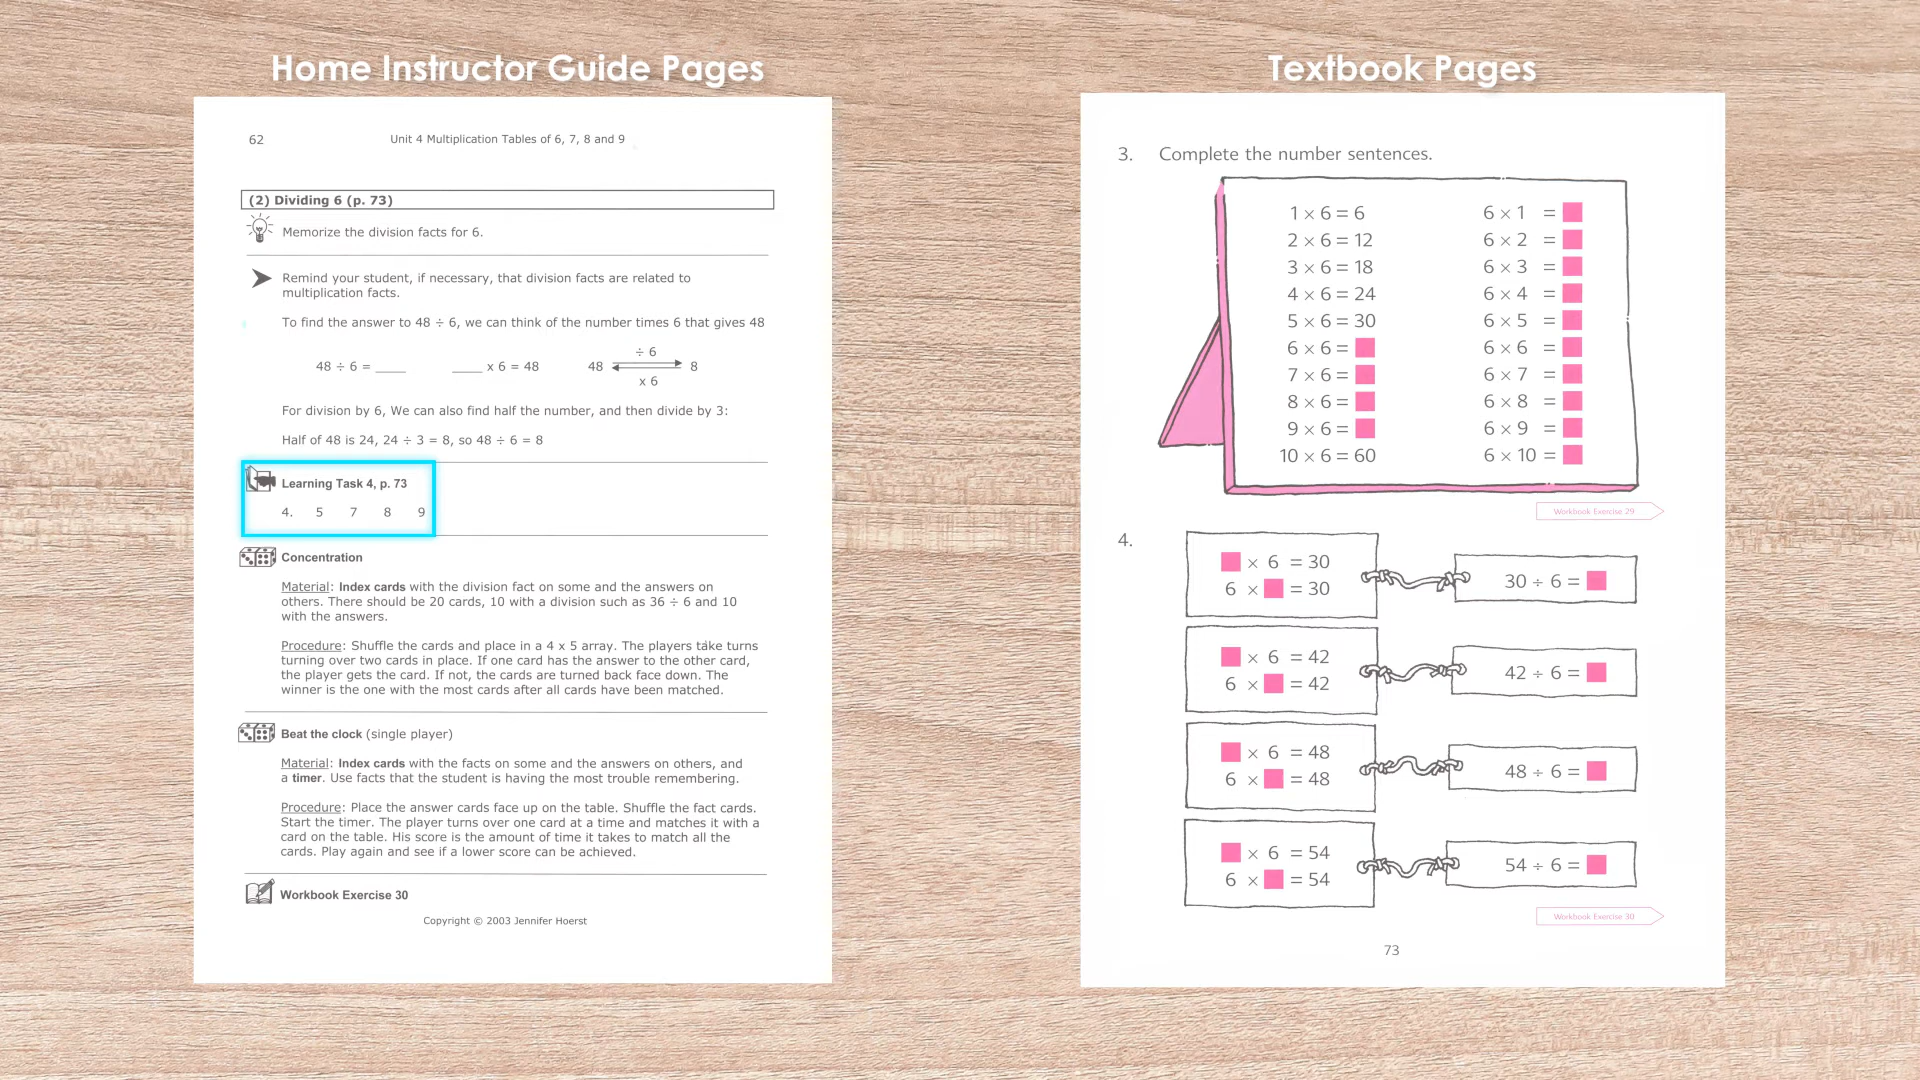 Home Instructor Guide Pages
62 Unit 4 Multiplication Tables of 6, 7, 8 and 9
(2) Dividing 6 (p. 73)
Memorize the division facts for 6.
Remind your student, if necessary, that division facts are related to
multiplication facts.
To find the answer to 48 ÷ 6, we can think of the number times 6 that gives 48
÷ 6
48 ÷ 6 = ____ ____ x 6 = 48 48 8
x 6
For division by 6, We can also find half the number, and then divide by 3:
Half of 48 is 24, 24 ÷ 3 = 8, so 48 ÷ 6 = 8
Learning Task 4, p. 73
4. 5 7 8 9
Concentration
Material: Index cards with the division fact on some and the answers on
others. There should be 20 cards, 10 with a division such as 36 ÷ 6 and 10
with the answers.
Procedure: Shuffle the cards and place in a 4 x 5 array. The players take turns
turning over two cards in place. If one card has the answer to the other card,
the player gets the card. If not, the cards are turned back face down. The
winner is the one with the most cards after all cards have been matched.
Beat the clock (single player)
Material: Index cards with the facts on some and the answers on others, and
a timer. Use facts that the student is having the most trouble remembering.
Procedure: Place the answer cards face up on the table. Shuffle the fact cards.
Start the timer. The player turns over one card at a time and matches it with a
card on the table. His score is the amount of time it takes to match all the
cards. Play again and see if a lower score can be achieved.
Workbook Exercise 30
Copyright © 2003 Jennifer Hoerst
Textbook Pages
3. Complete the number sentences.
1 × 6 = 6 6 × 1 =
2 × 6 = 12 6 × 2 =
3 × 6 = 18 6 × 3 =
4 × 6 = 24 6 × 4 =
5 × 6 = 30 6 × 5 =
6 × 6 = 6 × 6 =
7 × 6 = 6 × 7 =
8 × 6 = 6 × 8 =
9 × 6 = 6 × 9 =
10 × 6 = 60 6 × 10 =
Workbook Exercise 29
4.
× 6 = 30
6 × = 30
30 ÷ 6 =
× 6 = 42
6 × = 42
42 ÷ 6 =
× 6 = 48
6 × = 48
48 ÷ 6 =
× 6 = 54
6 × = 54
54 ÷ 6 =
Workbook Exercise 30
73